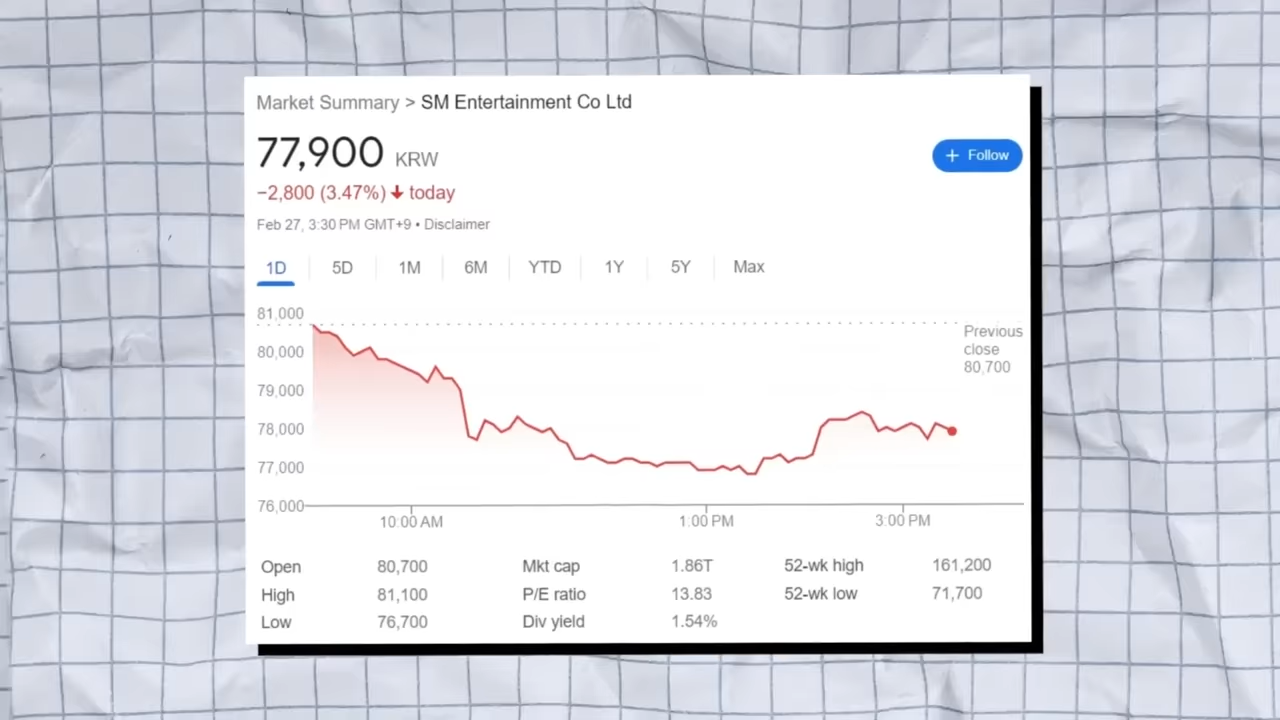 Market Summary > SM Entertainment Co Ltd
77,900 KRW
+ Follow
−2,800 (3.47%) ↓ today
Feb 27, 3:30 PM GMT+9 • Disclaimer
1D 5D 1M 6M YTD 1Y 5Y Max
81,000
80,000
79,000
78,000
77,000
76,000
Previous
close
80,700
10:00 AM 1:00 PM 3:00 PM
Open 80,700 Mkt cap 1.86T 52-wk high 161,200
High 81,100 P/E ratio 13.83 52-wk low 71,700
Low 76,700 Div yield 1.54%